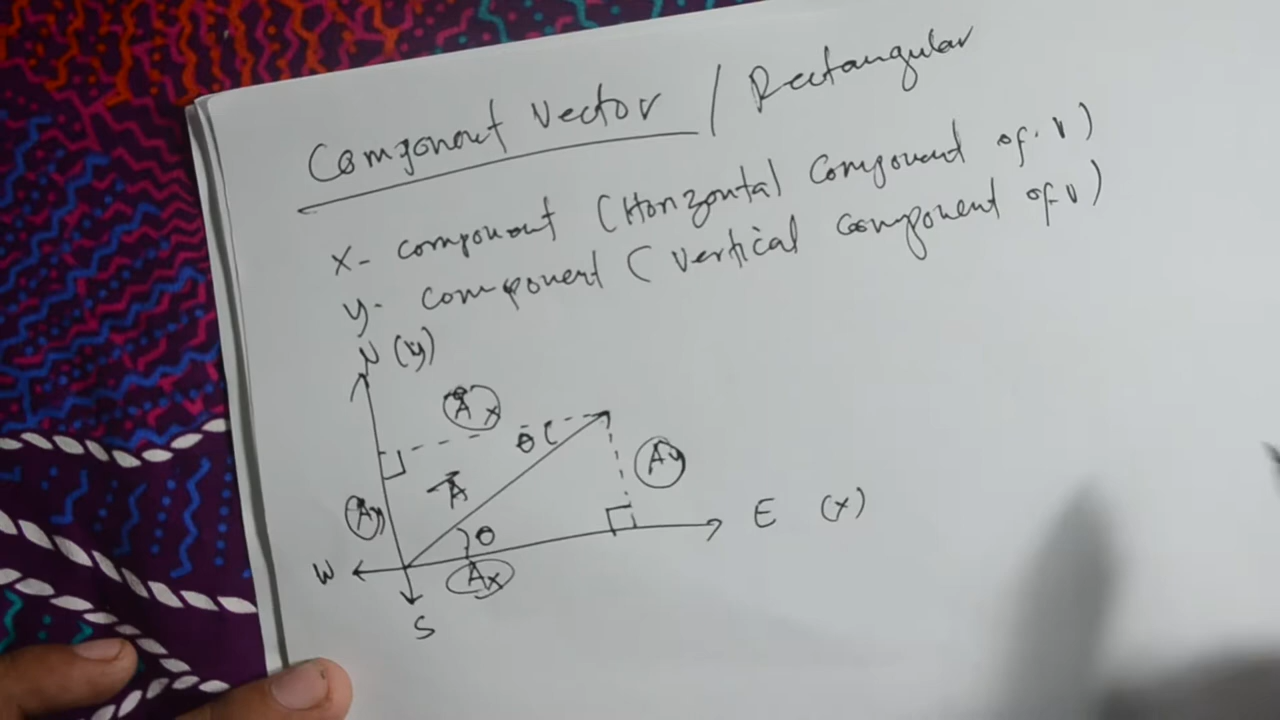 Component Vector / Rectangular
x- component (Horizontal Component of v)
y- component (Vertical component of v)
N (y)
Ax
θ
A
Ay
Ay
E (x)
θ
W
Ax
S